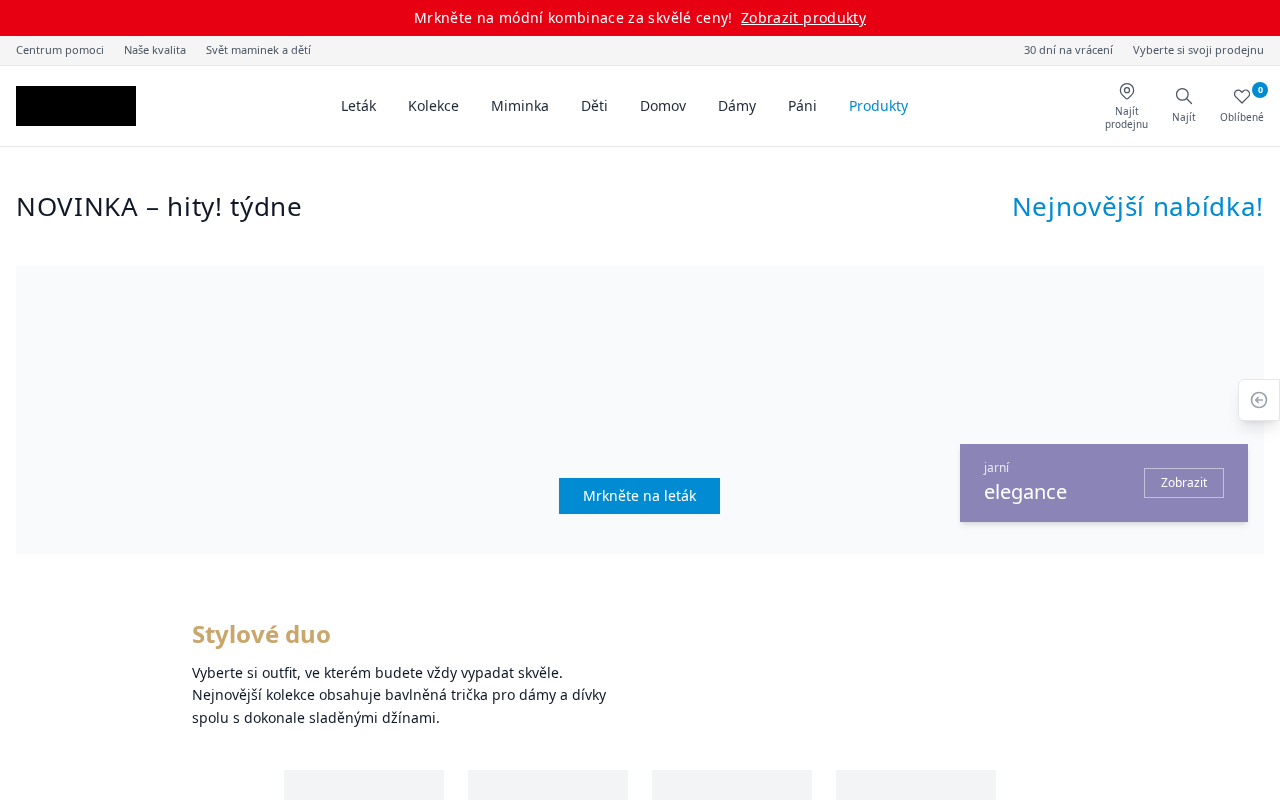 Mrkněte na módní kombinace za skvělé ceny! Zobrazit produkty
Centrum pomoci Naše kvalita Svět maminek a dětí 30 dní na vrácení Vyberte si svoji prodejnu
Leták Kolekce Miminka Děti Domov Dámy Páni Produkty
Najít
prodejnu
Najít
0
Oblíbené
NOVINKA – hity! týdne
Nejnovější nabídka!
jarní
elegance
Zobrazit
Mrkněte na leták
Stylové duo
Vyberte si outfit, ve kterém budete vždy vypadat skvěle.
Nejnovější kolekce obsahuje bavlněná trička pro dámy a dívky
spolu s dokonale sladěnými džínami.